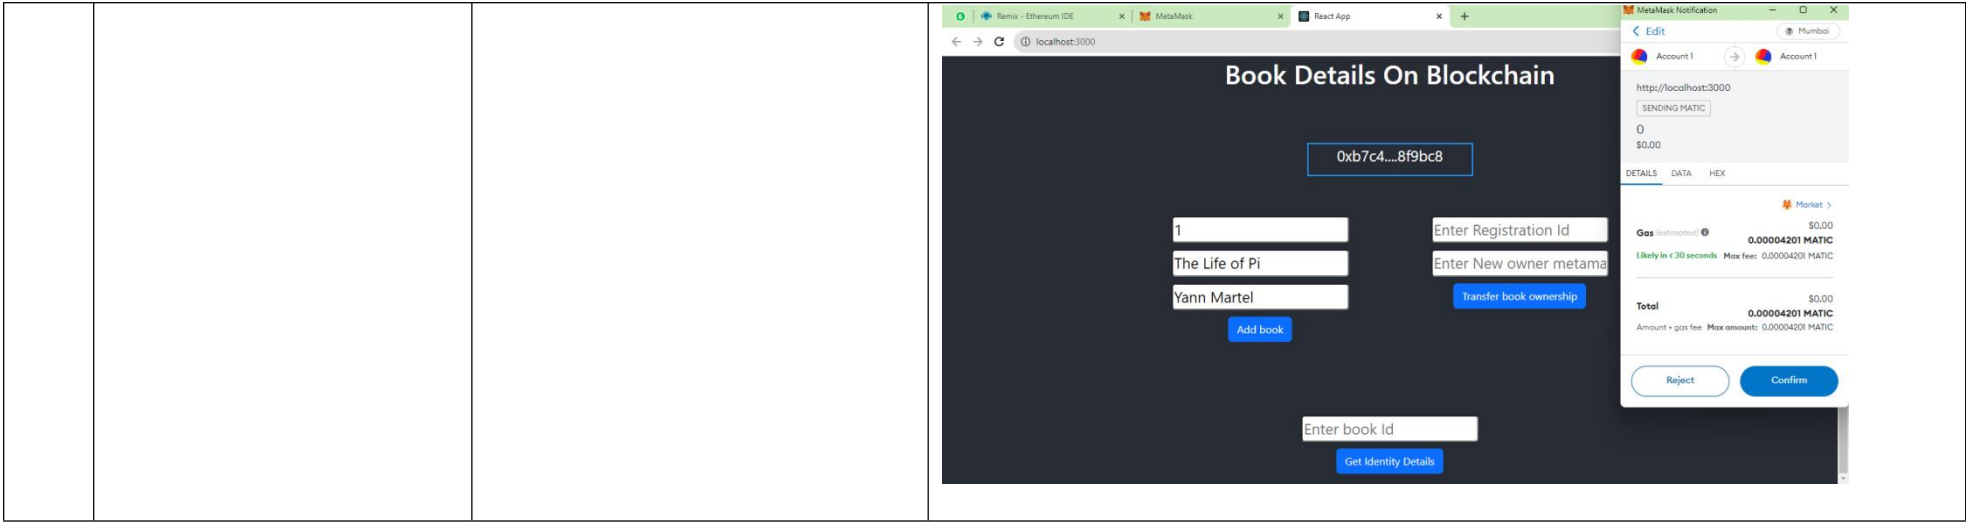 Remix - Ethereum IDE
MetaMask
React App
localhost:3000
Book Details On Blockchain
0xb7c4....8f9bc8
1
The Life of Pi
Yann Martel
Add book
Enter Registration Id
Enter New owner metama
Transfer book ownership
Enter book Id
Get Identity Details
MetaMask Notification
Edit
Mumbai
Account 1
Account 1
http://localhost:3000
SENDING MATIC
0
$0.00
DETAILS DATA HEX
Market >
Gas (estimated) $0.00
0.00004201 MATIC
Likely in < 30 seconds Max fee: 0.00004201 MATIC
Total $0.00
0.00004201 MATIC
Amount + gas fee Max amount: 0.00004201 MATIC
Reject Confirm